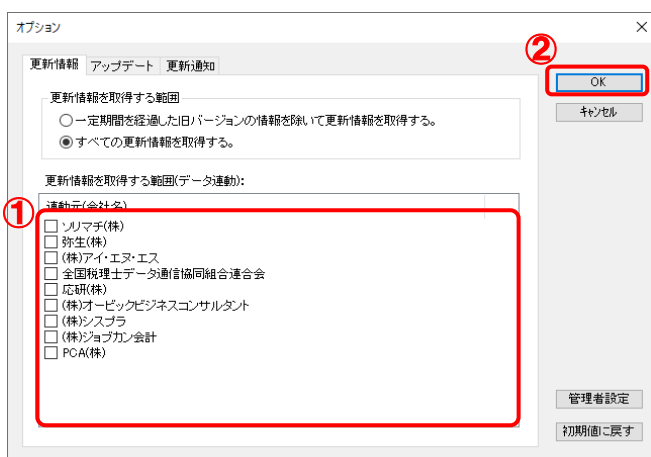 オプション
②
更新情報 アップデート 更新通知
OK
キャンセル
更新情報を取得する範囲
一定期間を経過した旧バージョンの情報を除いて更新情報を取得する。
すべての更新情報を取得する。
更新情報を取得する範囲(データ連動):
①
連動元(会社名)
ソリマチ(株)
弥生(株)
(株)アイ・エヌ・エス
全国税理士データ通信協同組合連合会
応研(株)
(株)オービックビジネスコンサルタント
(株)シスプラ
(株)ジョブカン会計
PCA(株)
管理者設定
初期値に戻す